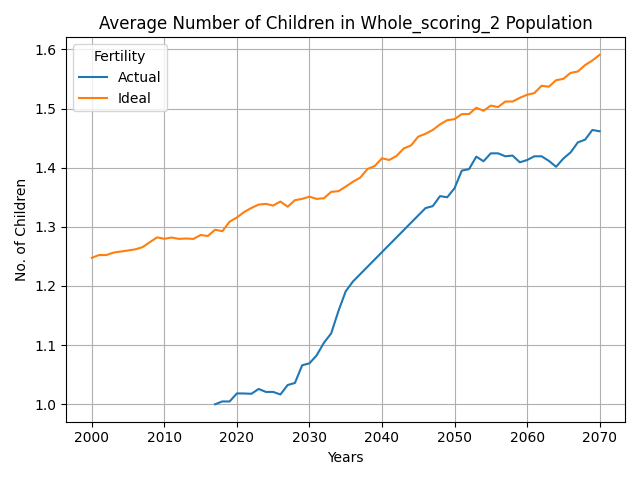 Average Number of Children in Whole_scoring_2 Population
Fertility
Actual
Ideal
No. of Children
1.6
1.5
1.4
1.3
1.2
1.1
1.0
2000 2010 2020 2030 2040 2050 2060 2070
Years